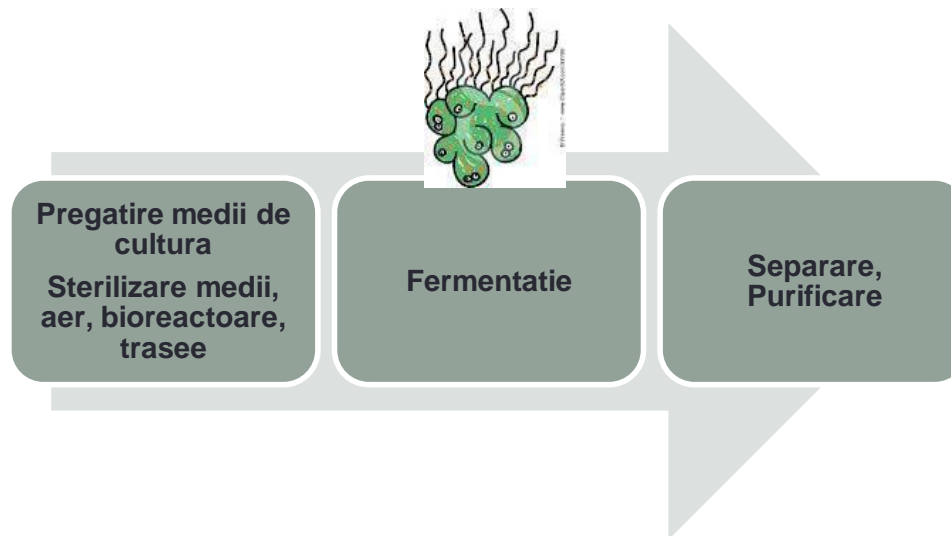 Pregatire medii de
cultura
Sterilizare medii,
aer, bioreactoare,
trasee
Fermentatie
Separare,
Purificare